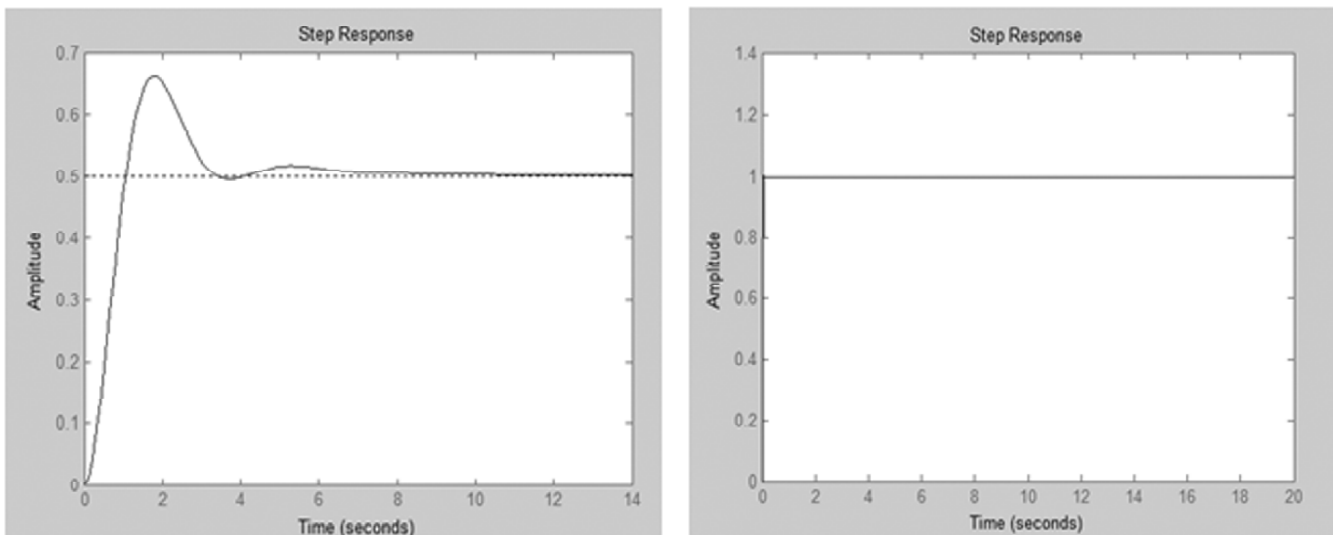 Step Response
0.7
0.6
0.5
0.4
0.3
0.2
0.1
0
Amplitude
0 2 4 6 8 10 12 14
Time (seconds)
Step Response
1.4
1.2
1
0.8
0.6
0.4
0.2
0
Amplitude
0 2 4 6 8 10 12 14 16 18 20
Time (seconds)